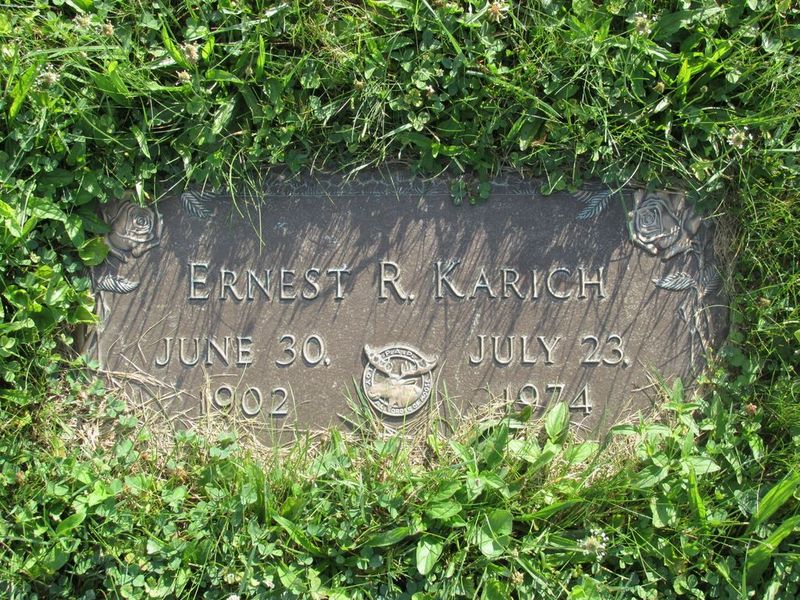 ERNEST R. KARICH
JUNE 30, JULY 23,
1902 1974